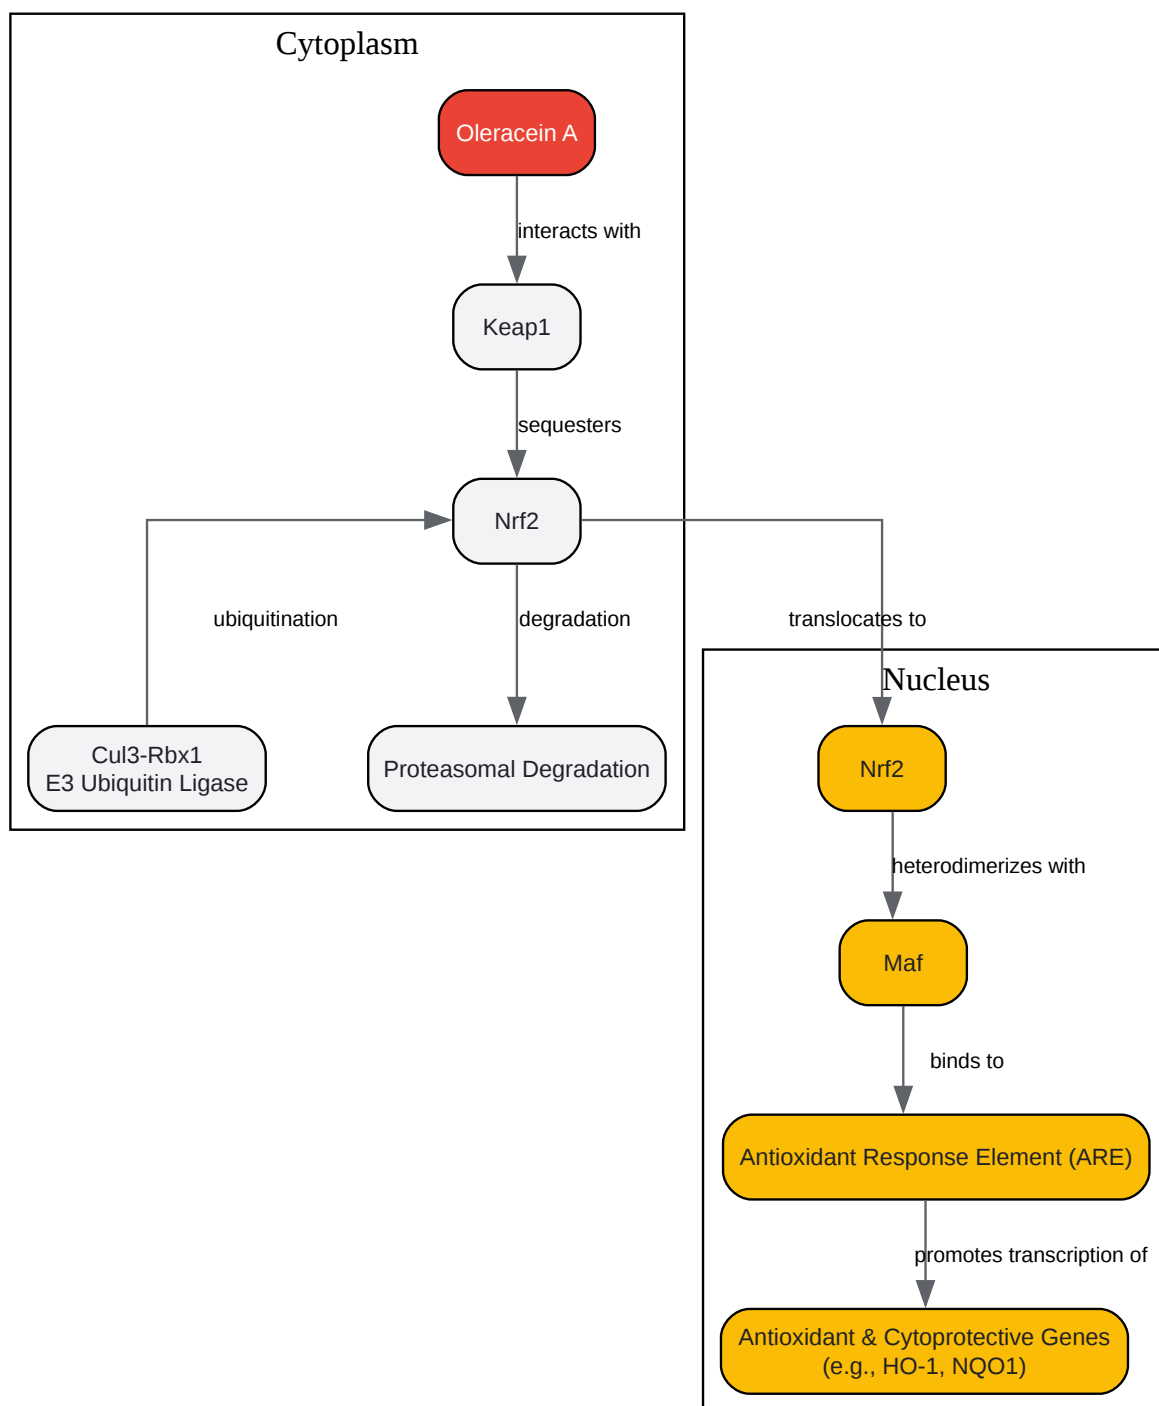 Cytoplasm
Oleracein A
interacts with
Keap1
sequesters
Nrf2
ubiquitination
degradation
translocates to
Cul3-Rbx1
E3 Ubiquitin Ligase
Proteasomal Degradation
Nucleus
Nrf2
heterodimerizes with
Maf
binds to
Antioxidant Response Element (ARE)
promotes transcription of
Antioxidant & Cytoprotective Genes
(e.g., HO-1, NQO1)